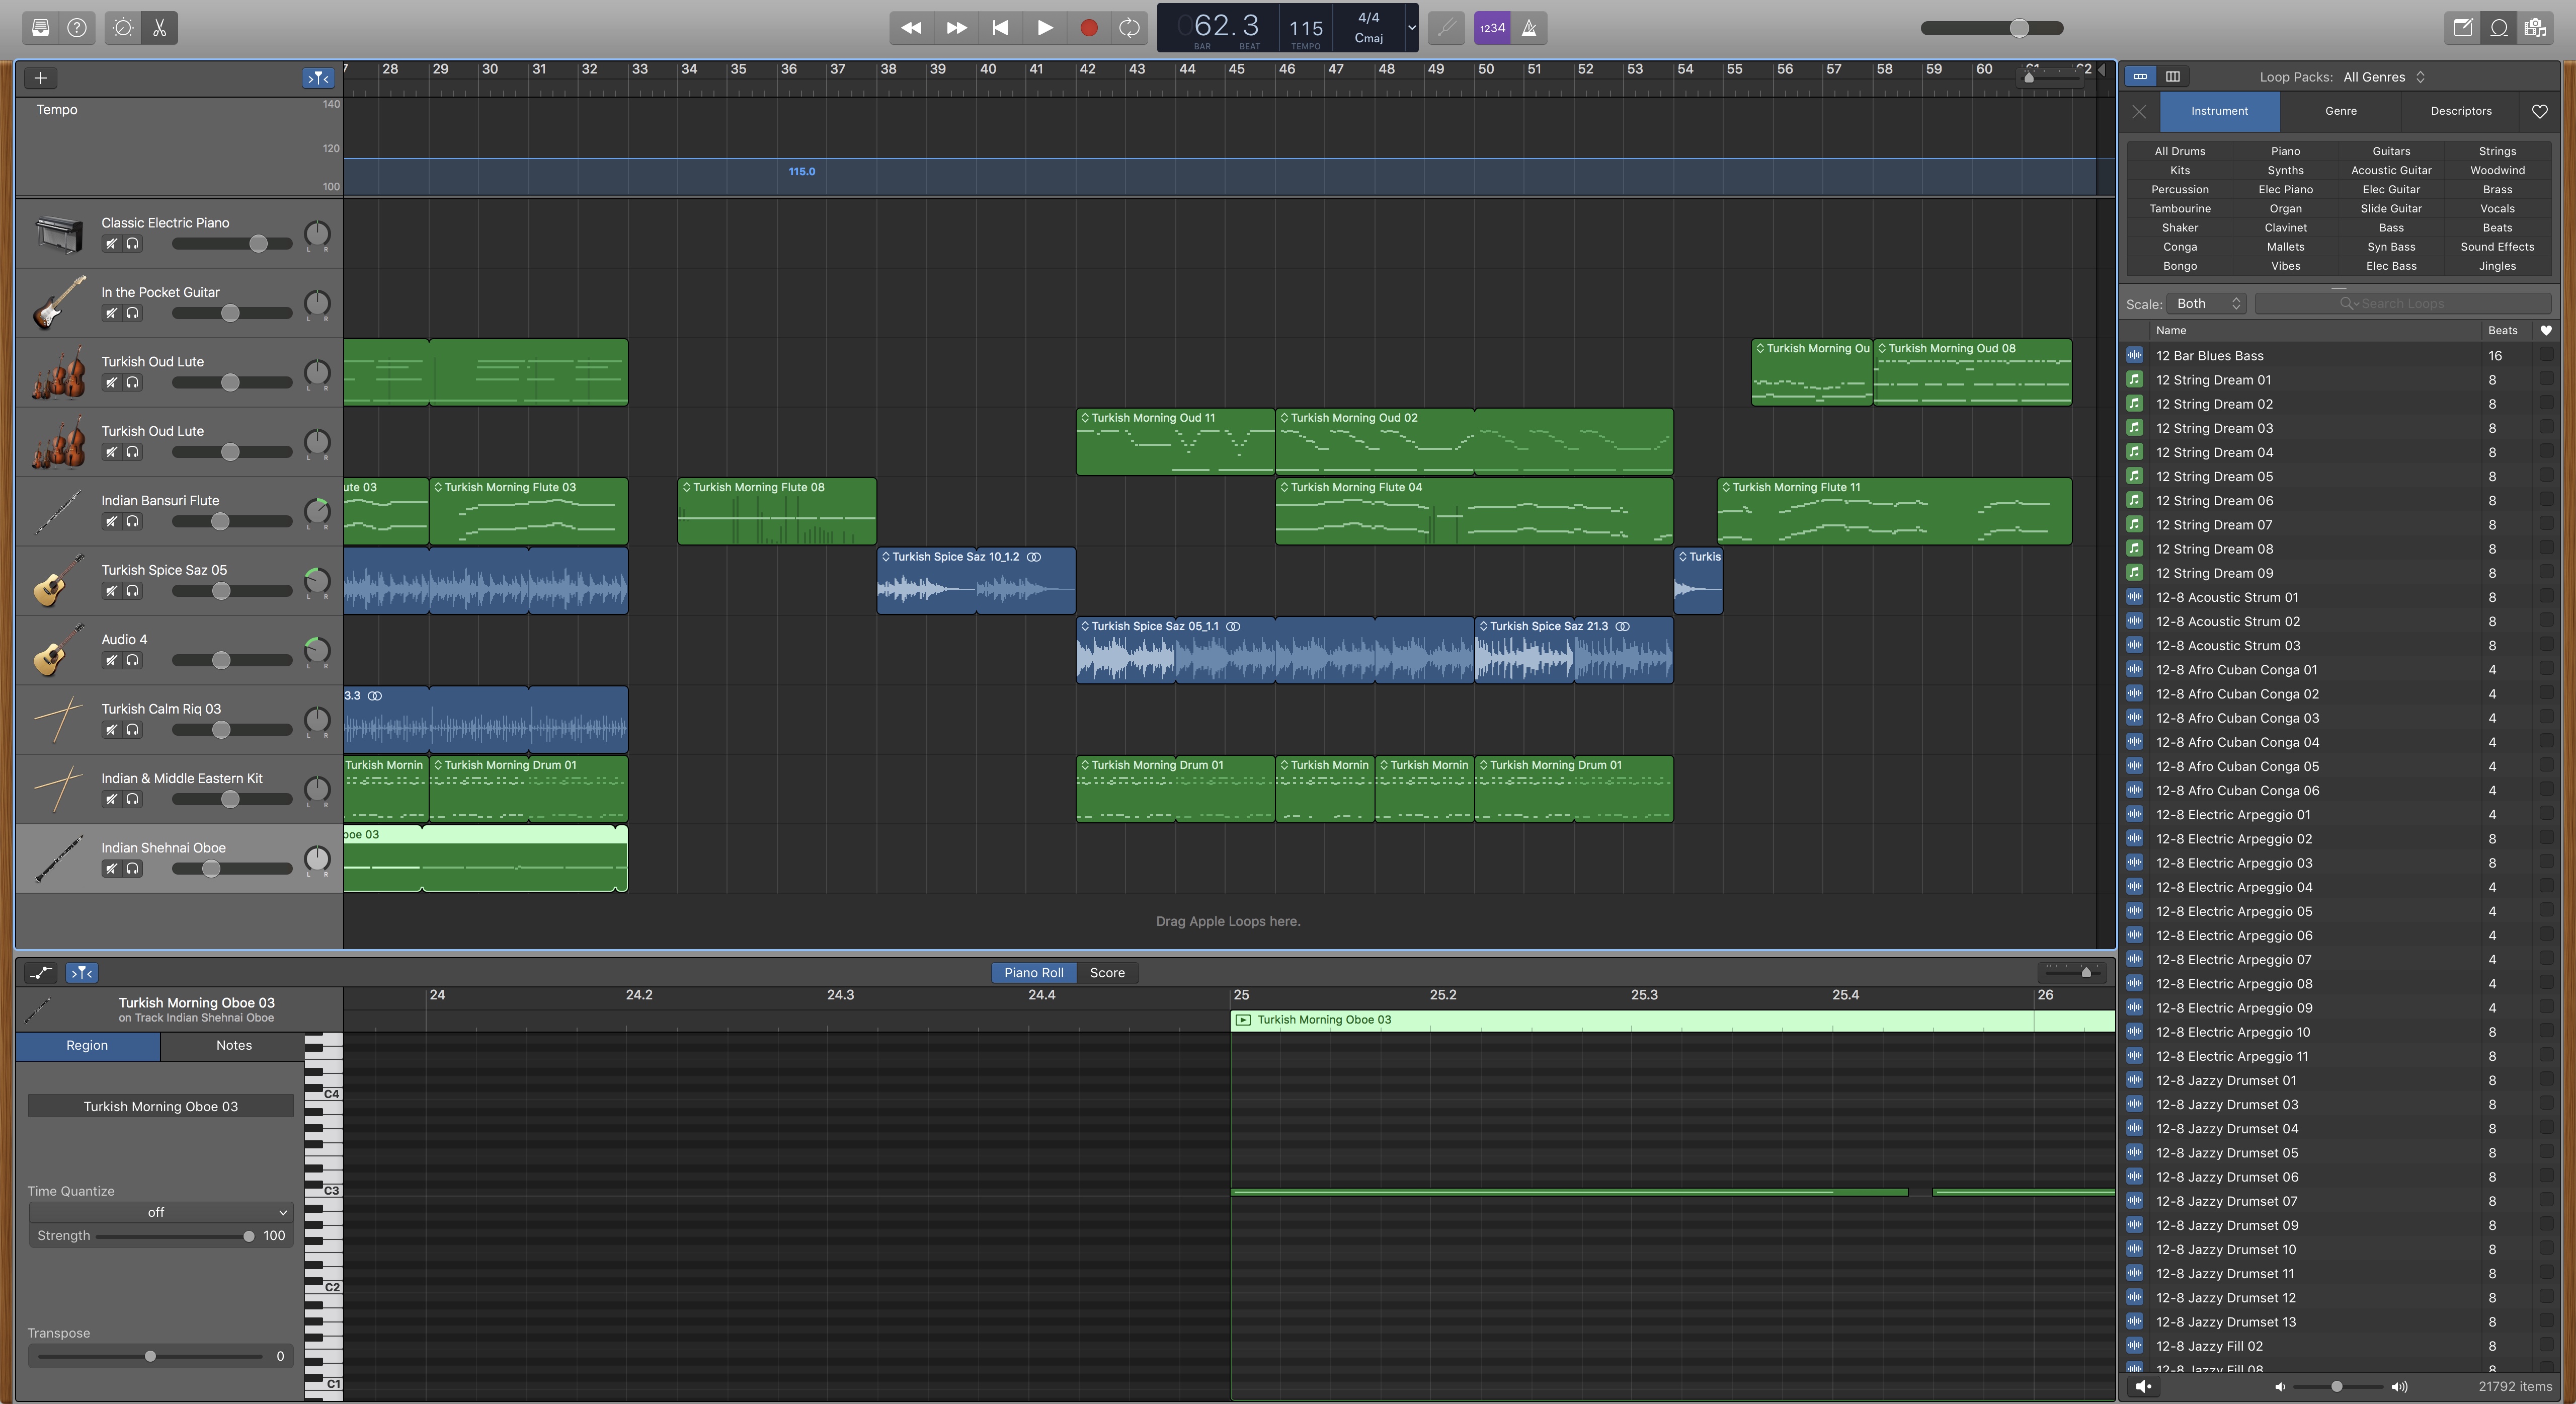 062.3 115 4/4
BAR BEAT TEMPO Cmaj
1234
28 29 30 31 32 33 34 35 36 37 38 39 40 41 42 43 44 45 46 47 48 49 50 51 52 53 54 55 56 57 58 59 60
Tempo
140
120
100
115.0
Classic Electric Piano
L R
In the Pocket Guitar
L R
Turkish Oud Lute
L R
Turkish Morning Ou
Turkish Morning Oud 08
Turkish Oud Lute
L R
Turkish Morning Oud 11
Turkish Morning Oud 02
Indian Bansuri Flute
L R
ute 03
Turkish Morning Flute 03
Turkish Morning Flute 08
Turkish Morning Flute 04
Turkish Morning Flute 11
Turkish Spice Saz 05
L R
Turkish Spice Saz 10_1.2
Turkis
Audio 4
L R
Turkish Spice Saz 05_1.1
Turkish Spice Saz 21.3
Turkish Calm Riq 03
L R
3.3
Indian & Middle Eastern Kit
L R
Turkish Mornin
Turkish Morning Drum 01
Turkish Morning Drum 01
Turkish Mornin
Turkish Mornin
Turkish Morning Drum 01
Indian Shehnai Oboe
L R
boe 03
Drag Apple Loops here.
Piano Roll Score
Turkish Morning Oboe 03
on Track Indian Shehnai Oboe
24 24.2 24.3 24.4 25 25.2 25.3 25.4 26
Turkish Morning Oboe 03
Region Notes
Turkish Morning Oboe 03
Time Quantize
off
Strength 100
Transpose
0
C4
C3
C2
C1
Loop Packs: All Genres
Instrument Genre Descriptors
All Drums Piano Guitars Strings
Kits Synths Acoustic Guitar Woodwind
Percussion Elec Piano Elec Guitar Brass
Tambourine Organ Slide Guitar Vocals
Shaker Clavinet Bass Beats
Conga Mallets Syn Bass Sound Effects
Bongo Vibes Elec Bass Jingles
Scale: Both Search Loops
Name Beats
12 Bar Blues Bass 16
12 String Dream 01 8
12 String Dream 02 8
12 String Dream 03 8
12 String Dream 04 8
12 String Dream 05 8
12 String Dream 06 8
12 String Dream 07 8
12 String Dream 08 8
12 String Dream 09 8
12-8 Acoustic Strum 01 8
12-8 Acoustic Strum 02 8
12-8 Acoustic Strum 03 8
12-8 Afro Cuban Conga 01 4
12-8 Afro Cuban Conga 02 4
12-8 Afro Cuban Conga 03 4
12-8 Afro Cuban Conga 04 4
12-8 Afro Cuban Conga 05 4
12-8 Afro Cuban Conga 06 4
12-8 Electric Arpeggio 01 4
12-8 Electric Arpeggio 02 8
12-8 Electric Arpeggio 03 8
12-8 Electric Arpeggio 04 4
12-8 Electric Arpeggio 05 4
12-8 Electric Arpeggio 06 4
12-8 Electric Arpeggio 07 4
12-8 Electric Arpeggio 08 4
12-8 Electric Arpeggio 09 4
12-8 Electric Arpeggio 10 8
12-8 Electric Arpeggio 11 8
12-8 Jazzy Drumset 01 8
12-8 Jazzy Drumset 03 8
12-8 Jazzy Drumset 04 8
12-8 Jazzy Drumset 05 8
12-8 Jazzy Drumset 06 8
12-8 Jazzy Drumset 07 8
12-8 Jazzy Drumset 09 8
12-8 Jazzy Drumset 10 8
12-8 Jazzy Drumset 11 8
12-8 Jazzy Drumset 12 8
12-8 Jazzy Drumset 13 8
12-8 Jazzy Fill 02 8
12-8 Jazzy Fill 08 8
21792 items